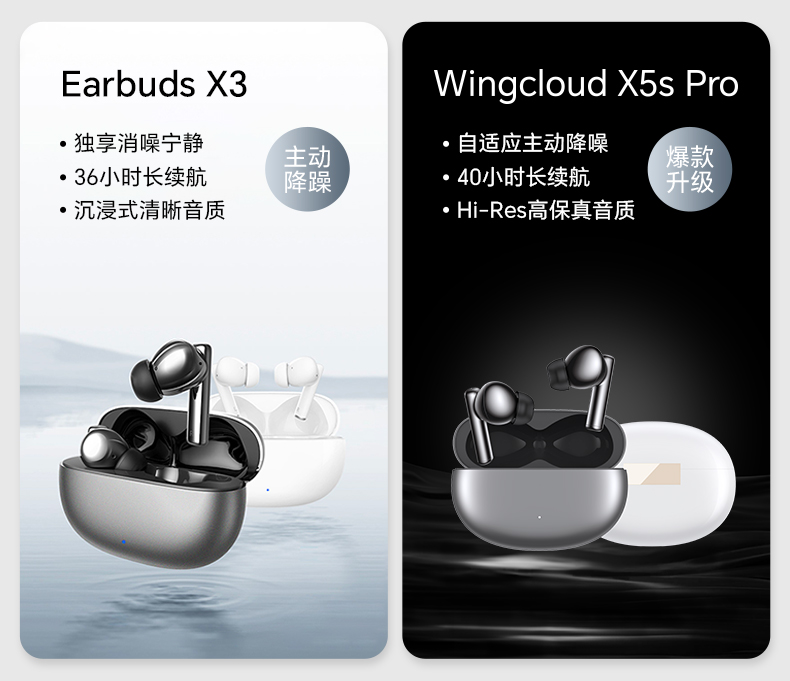 Earbuds X3
• 独享消噪宁静
• 36小时长续航
• 沉浸式清晰音质
主动
降躁
Wingcloud X5s Pro
• 自适应主动降噪
• 40小时长续航
• Hi-Res高保真音质
爆款
升级